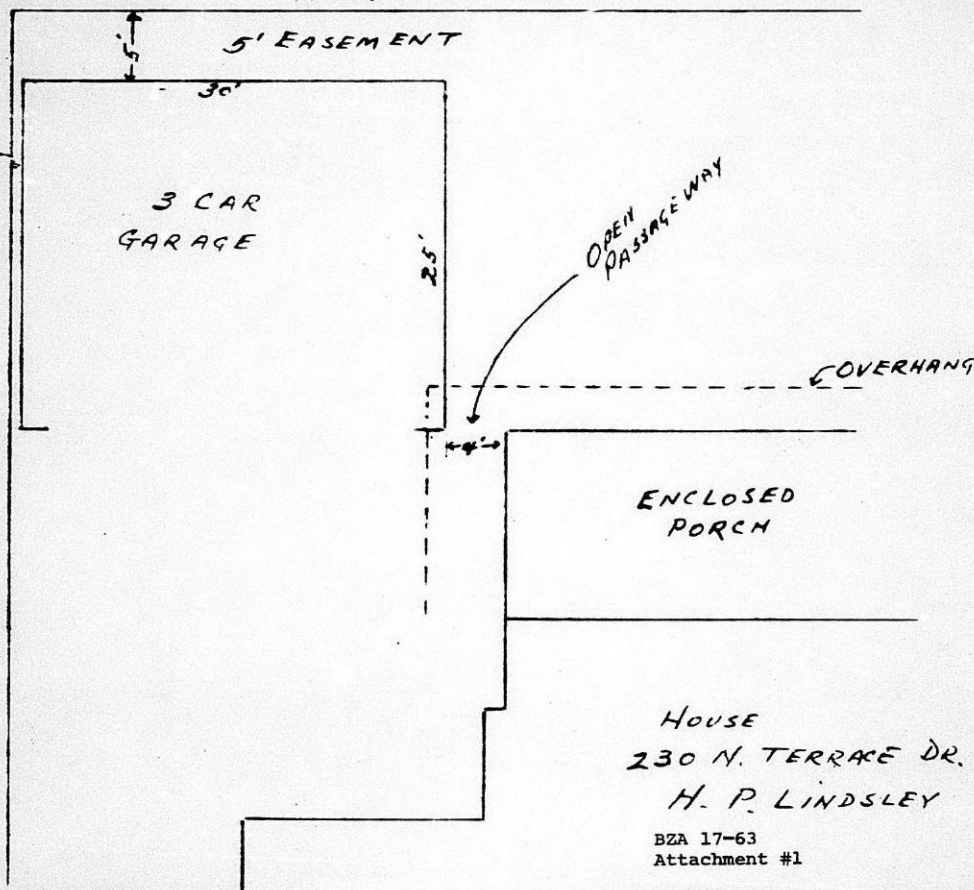 5' EASEMENT
5'
30'
3 CAR
GARAGE
25'
OPEN
PASSAGEWAY
OVERHANG
4'
ENCLOSED
PORCH
HOUSE
230 N. TERRACE DR.
H. P. LINDSLEY
BZA 17-63
Attachment #1